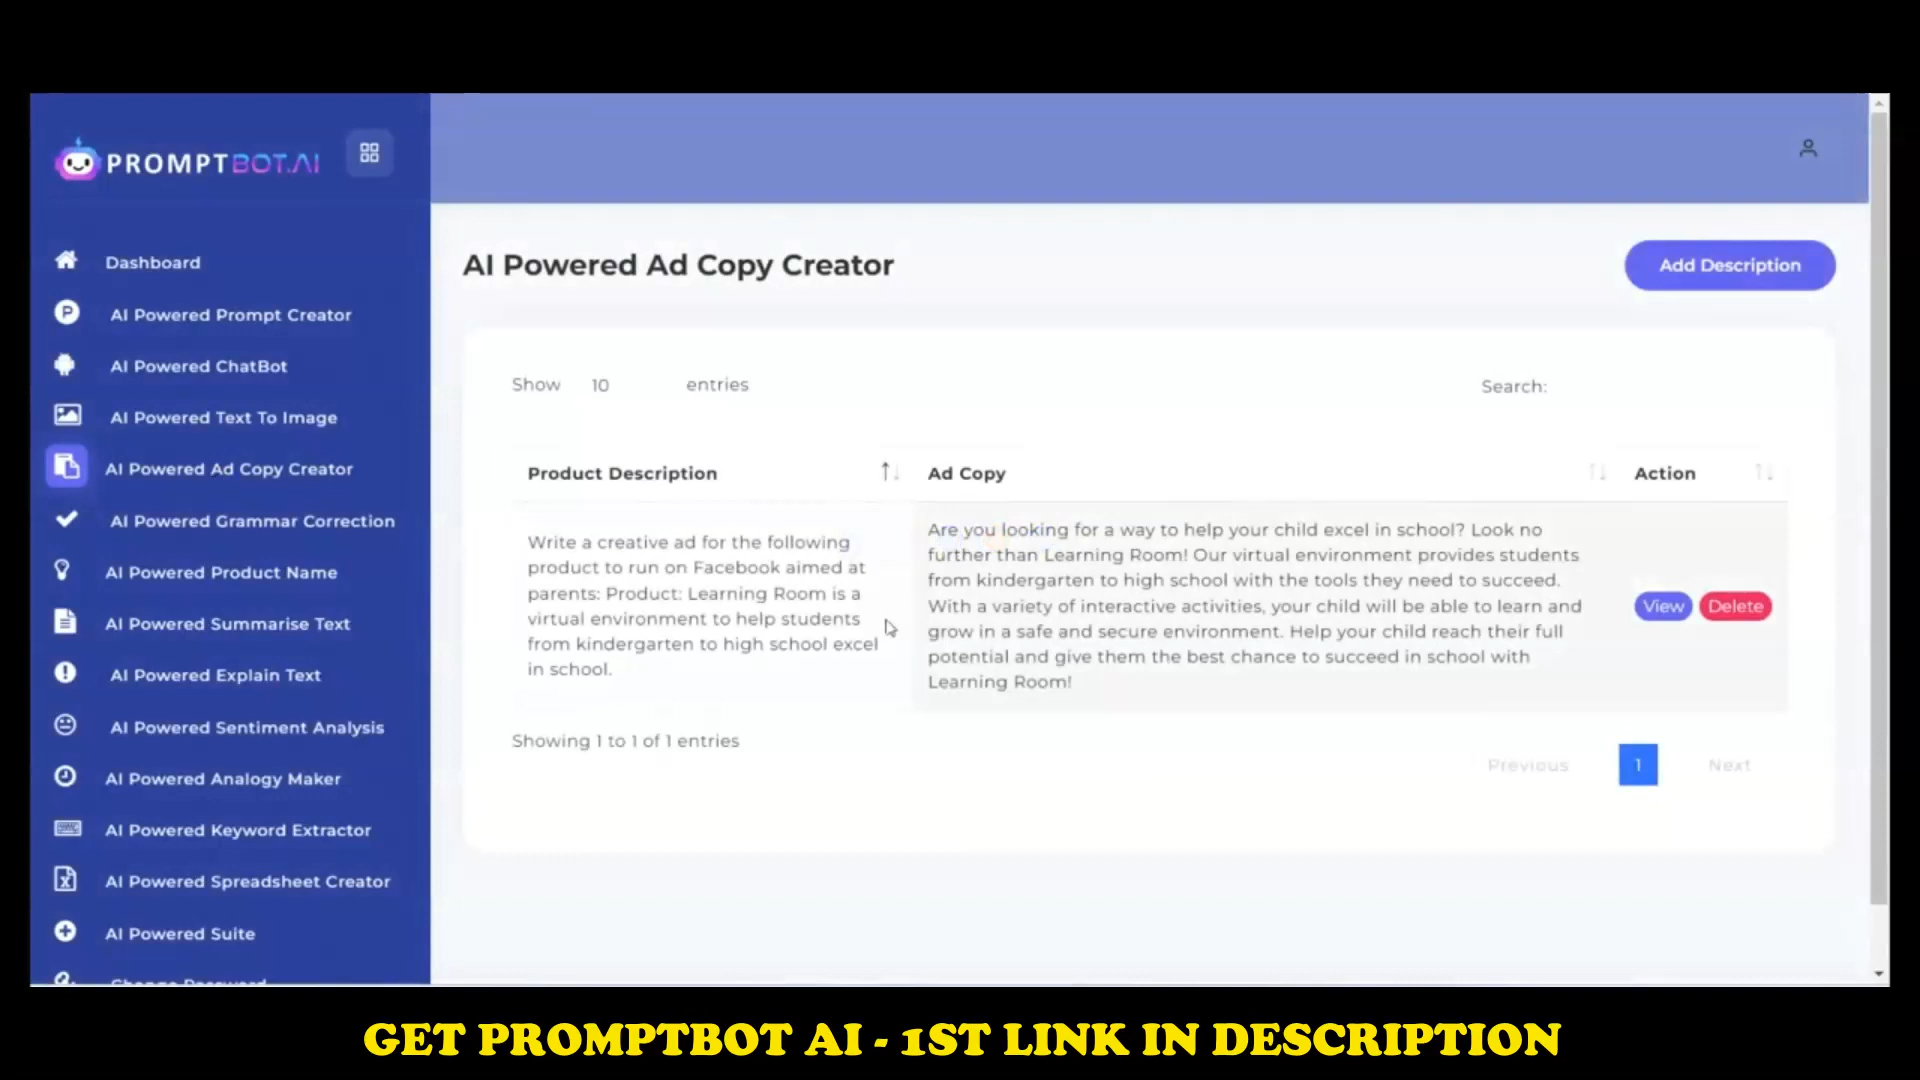 PROMPTBOT.AI
Dashboard
AI Powered Prompt Creator
AI Powered ChatBot
AI Powered Text To Image
AI Powered Ad Copy Creator
AI Powered Grammar Correction
AI Powered Product Name
AI Powered Summarise Text
AI Powered Explain Text
AI Powered Sentiment Analysis
AI Powered Analogy Maker
AI Powered Keyword Extractor
AI Powered Spreadsheet Creator
AI Powered Suite
Change Password
AI Powered Ad Copy Creator
Add Description
Show 10 entries
Search:
Product Description
Ad Copy
Action
Write a creative ad for the following
product to run on Facebook aimed at
parents: Product: Learning Room is a
virtual environment to help students
from kindergarten to high school excel
in school.
Are you looking for a way to help your child excel in school? Look no
further than Learning Room! Our virtual environment provides students
from kindergarten to high school with the tools they need to succeed.
With a variety of interactive activities, your child will be able to learn and
grow in a safe and secure environment. Help your child reach their full
potential and give them the best chance to succeed in school with
Learning Room!
View Delete
Showing 1 to 1 of 1 entries
Previous 1 Next
GET PROMPTBOT AI - 1ST LINK IN DESCRIPTION